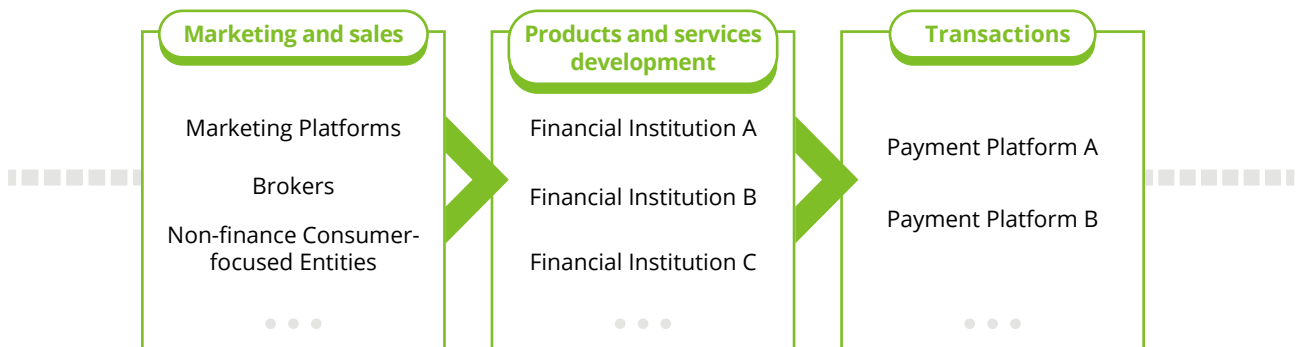 Marketing and sales
Marketing Platforms
Brokers
Non-finance Consumer-
focused Entities
Products and services
development
Financial Institution A
Financial Institution B
Financial Institution C
Transactions
Payment Platform A
Payment Platform B